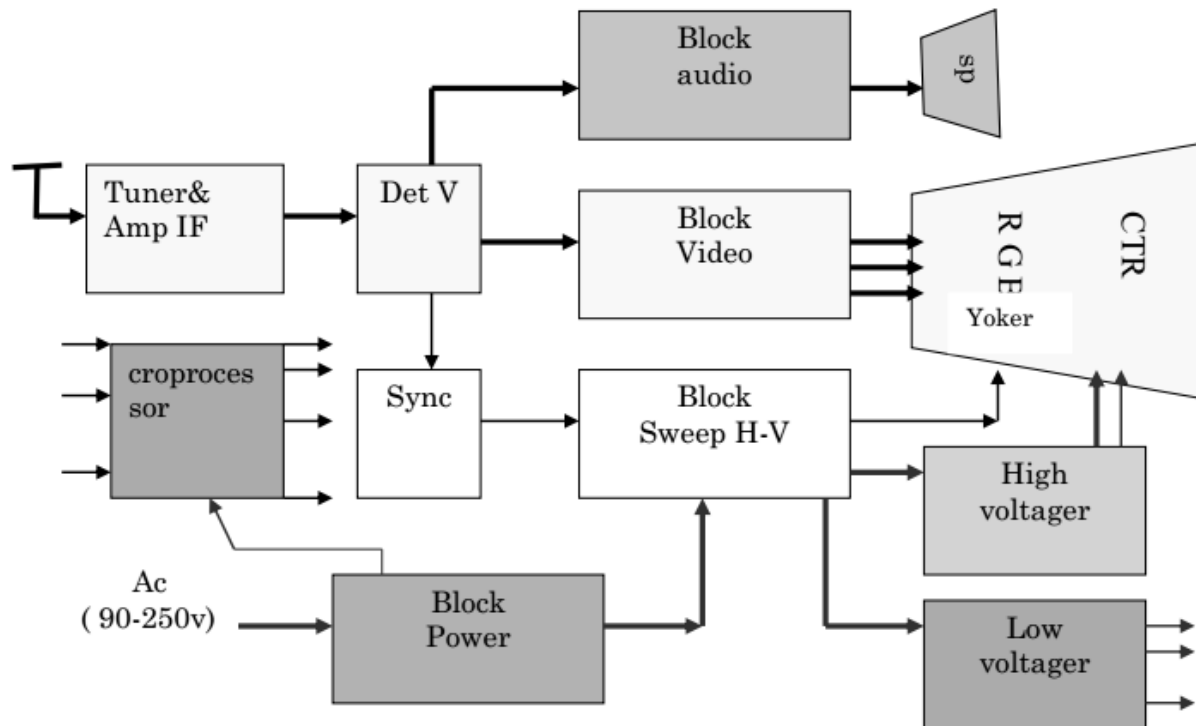 Block
audio
sp
Tuner&
Amp IF
Det V
Block
Video
R G
CTR
Yoker
croproces
sor
Sync
Block
Sweep H-V
High
voltager
Ac
( 90-250v)
Block
Power
Low
voltager